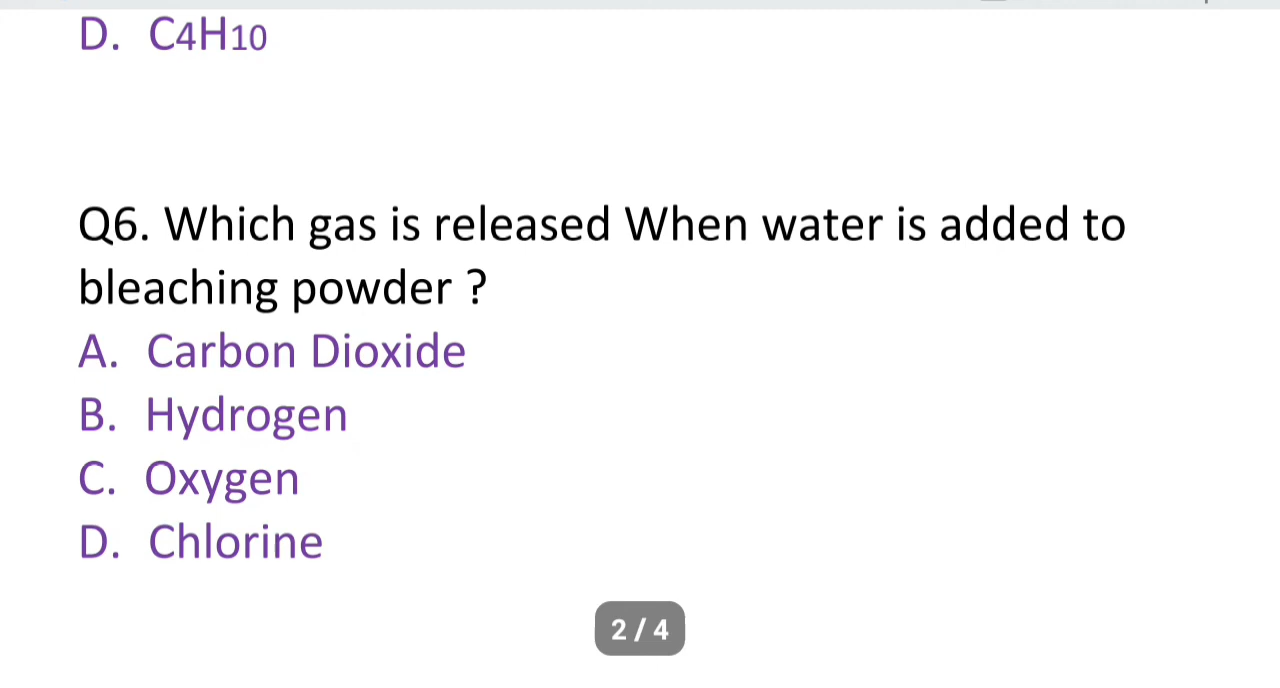 D. C4H10
Q6. Which gas is released When water is added to
bleaching powder ?
A. Carbon Dioxide
B. Hydrogen
C. Oxygen
D. Chlorine
2 / 4